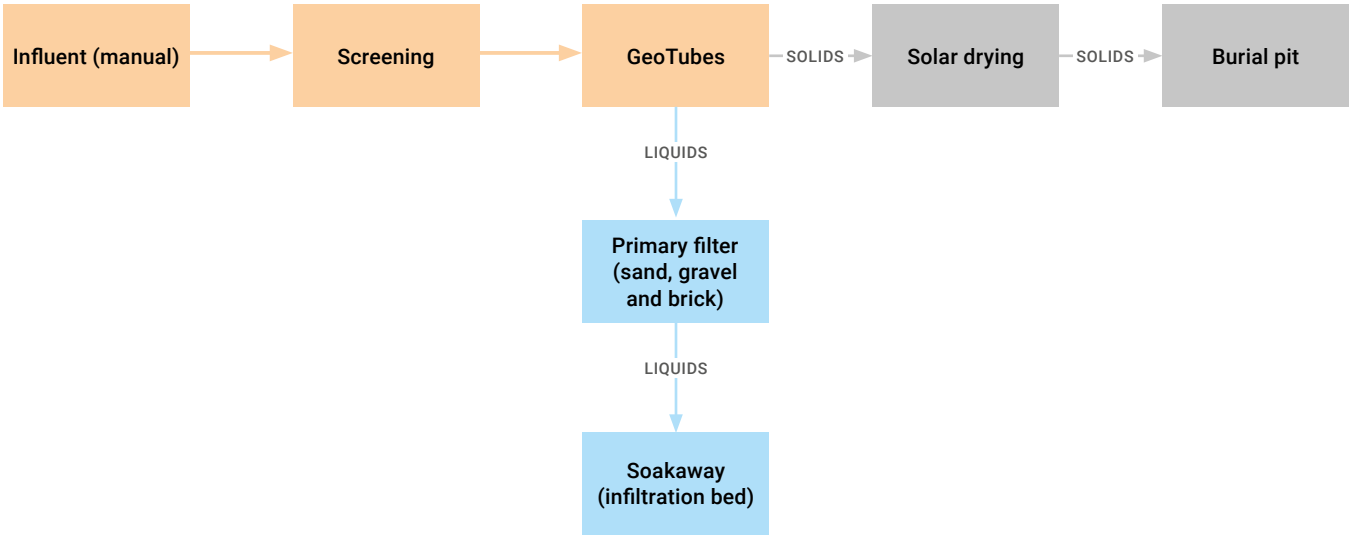 Influent (manual)
Screening
GeoTubes
SOLIDS
Solar drying
SOLIDS
Burial pit
LIQUIDS
Primary filter
(sand, gravel
and brick)
LIQUIDS
Soakaway
(infiltration bed)